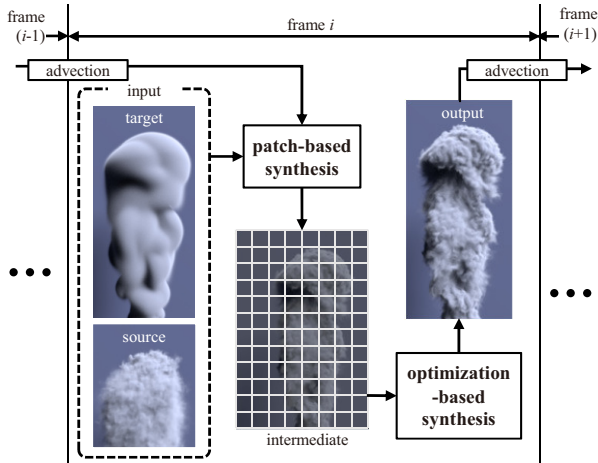 frame
(i-1)
frame i
frame
(i+1)
advection
advection
input
target
source
patch-based
synthesis
intermediate
optimization
-based
synthesis
output